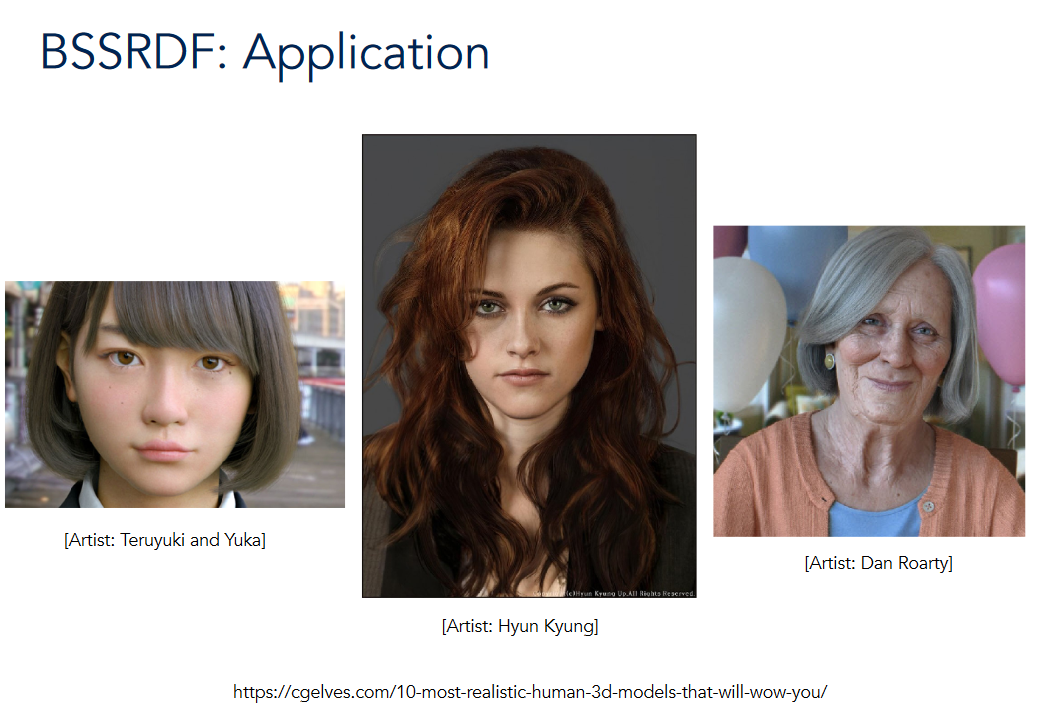 BSSRDF: Application
[Artist: Teruyuki and Yuka]
Copyright (c)Hyun Kyung Up.All Rights Reserved.
[Artist: Hyun Kyung]
[Artist: Dan Roarty]
https://cgelves.com/10-most-realistic-human-3d-models-that-will-wow-you/